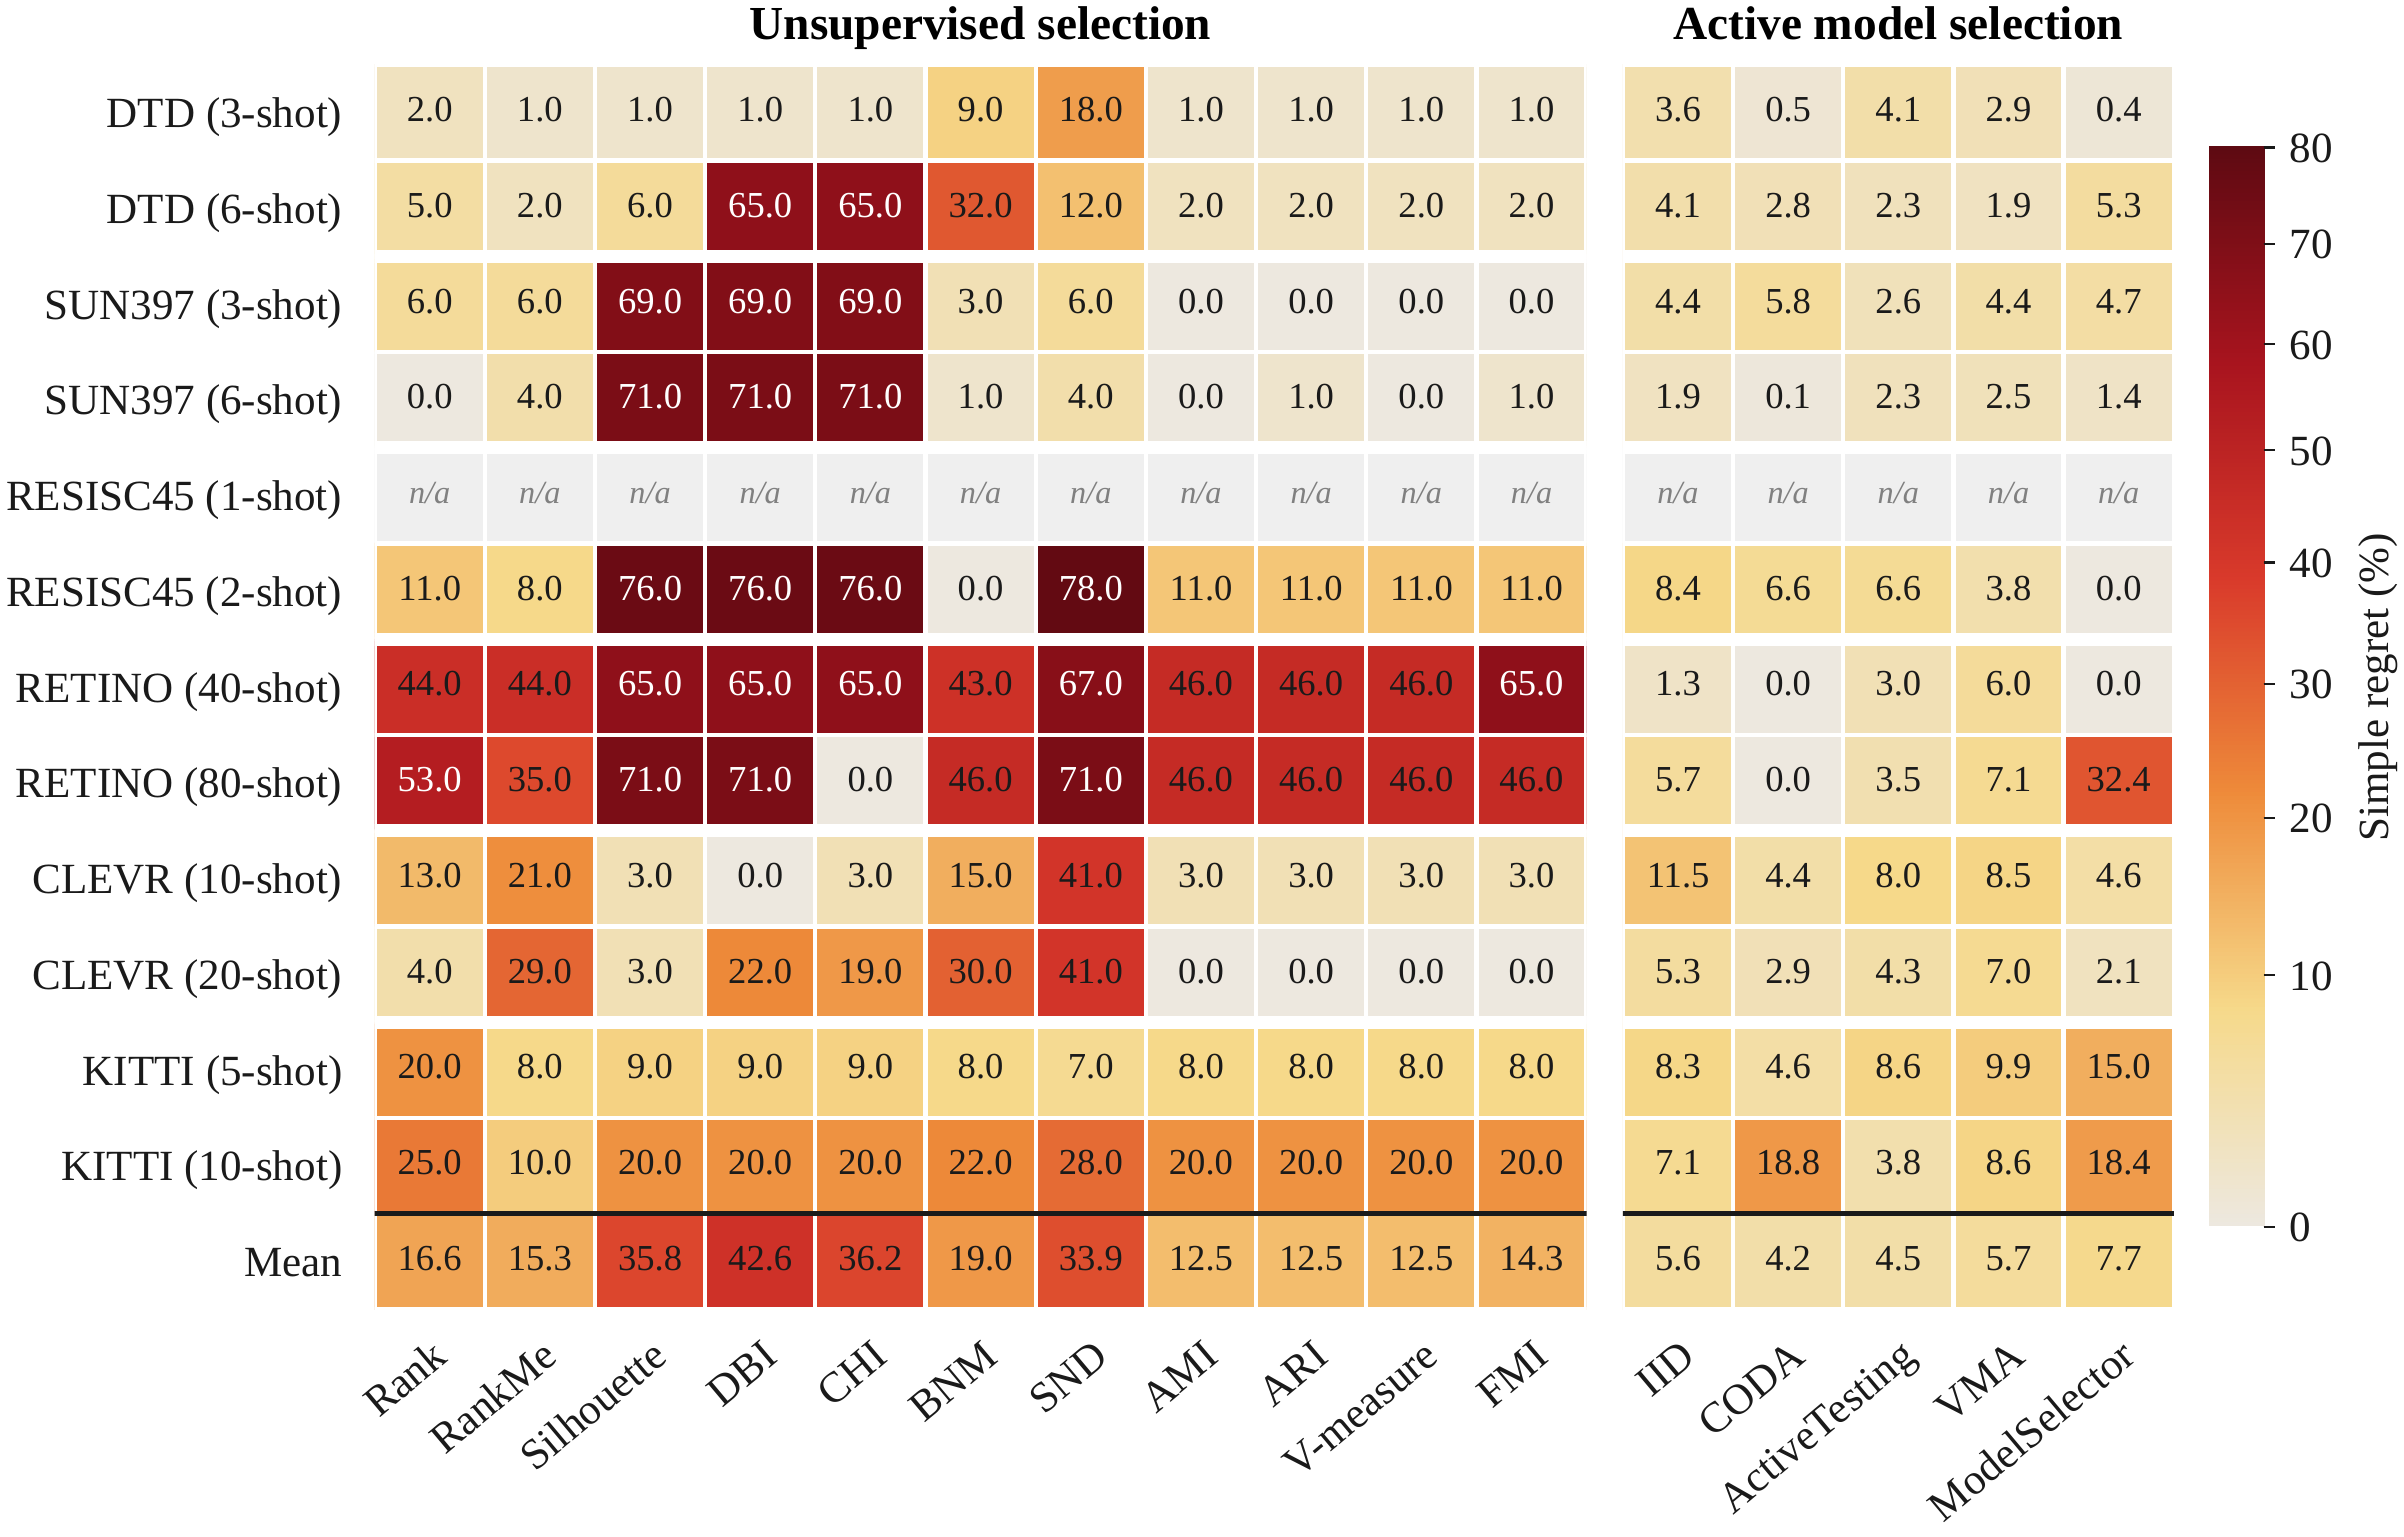 Unsupervised selection Active model selection
DTD (3-shot) 2.0 1.0 1.0 1.0 1.0 9.0 18.0 1.0 1.0 1.0 1.0 3.6 0.5 4.1 2.9 0.4
DTD (6-shot) 5.0 2.0 6.0 65.0 65.0 32.0 12.0 2.0 2.0 2.0 2.0 4.1 2.8 2.3 1.9 5.3
SUN397 (3-shot) 6.0 6.0 69.0 69.0 69.0 3.0 6.0 0.0 0.0 0.0 0.0 4.4 5.8 2.6 4.4 4.7
SUN397 (6-shot) 0.0 4.0 71.0 71.0 71.0 1.0 4.0 0.0 1.0 0.0 1.0 1.9 0.1 2.3 2.5 1.4
RESISC45 (1-shot) n/a n/a n/a n/a n/a n/a n/a n/a n/a n/a n/a n/a n/a n/a n/a n/a
RESISC45 (2-shot) 11.0 8.0 76.0 76.0 76.0 0.0 78.0 11.0 11.0 11.0 11.0 8.4 6.6 6.6 3.8 0.0
RETINO (40-shot) 44.0 44.0 65.0 65.0 65.0 43.0 67.0 46.0 46.0 46.0 65.0 1.3 0.0 3.0 6.0 0.0
RETINO (80-shot) 53.0 35.0 71.0 71.0 0.0 46.0 71.0 46.0 46.0 46.0 46.0 5.7 0.0 3.5 7.1 32.4
CLEVR (10-shot) 13.0 21.0 3.0 0.0 3.0 15.0 41.0 3.0 3.0 3.0 3.0 11.5 4.4 8.0 8.5 4.6
CLEVR (20-shot) 4.0 29.0 3.0 22.0 19.0 30.0 41.0 0.0 0.0 0.0 0.0 5.3 2.9 4.3 7.0 2.1
KITTI (5-shot) 20.0 8.0 9.0 9.0 9.0 8.0 7.0 8.0 8.0 8.0 8.0 8.3 4.6 8.6 9.9 15.0
KITTI (10-shot) 25.0 10.0 20.0 20.0 20.0 22.0 28.0 20.0 20.0 20.0 20.0 7.1 18.8 3.8 8.6 18.4
Mean 16.6 15.3 35.8 42.6 36.2 19.0 33.9 12.5 12.5 12.5 14.3 5.6 4.2 4.5 5.7 7.7
Rank RankMe Silhouette DBI CHI BNM SND AMI ARI V-measure FMI IID CODA ActiveTesting VMA ModelSelector
80
70
60
50
40
30
20
10
0
Simple regret (%)